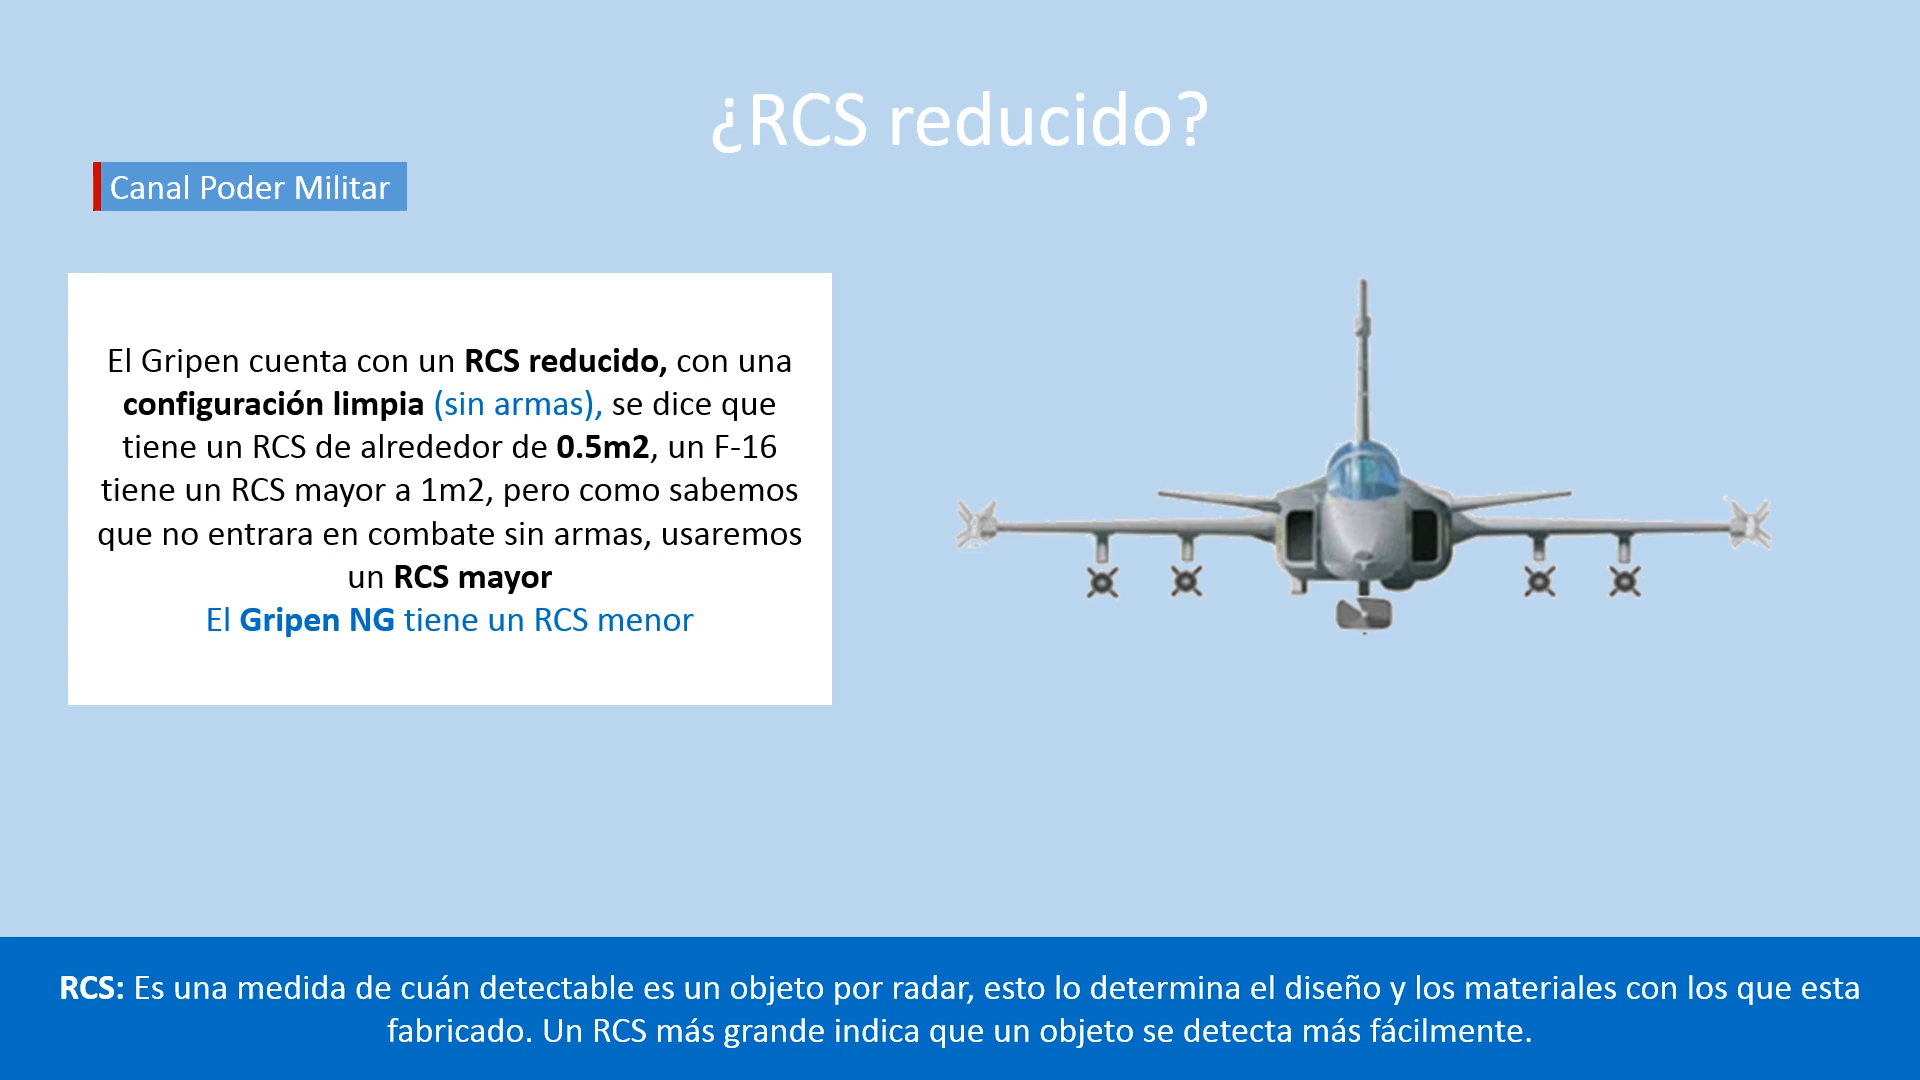 ¿RCS reducido?
Canal Poder Militar
El Gripen cuenta con un RCS reducido, con una
configuración limpia (sin armas), se dice que
tiene un RCS de alrededor de 0.5m2, un F-16
tiene un RCS mayor a 1m2, pero como sabemos
que no entrara en combate sin armas, usaremos
un RCS mayor
El Gripen NG tiene un RCS menor
RCS: Es una medida de cuán detectable es un objeto por radar, esto lo determina el diseño y los materiales con los que esta
fabricado. Un RCS más grande indica que un objeto se detecta más fácilmente.